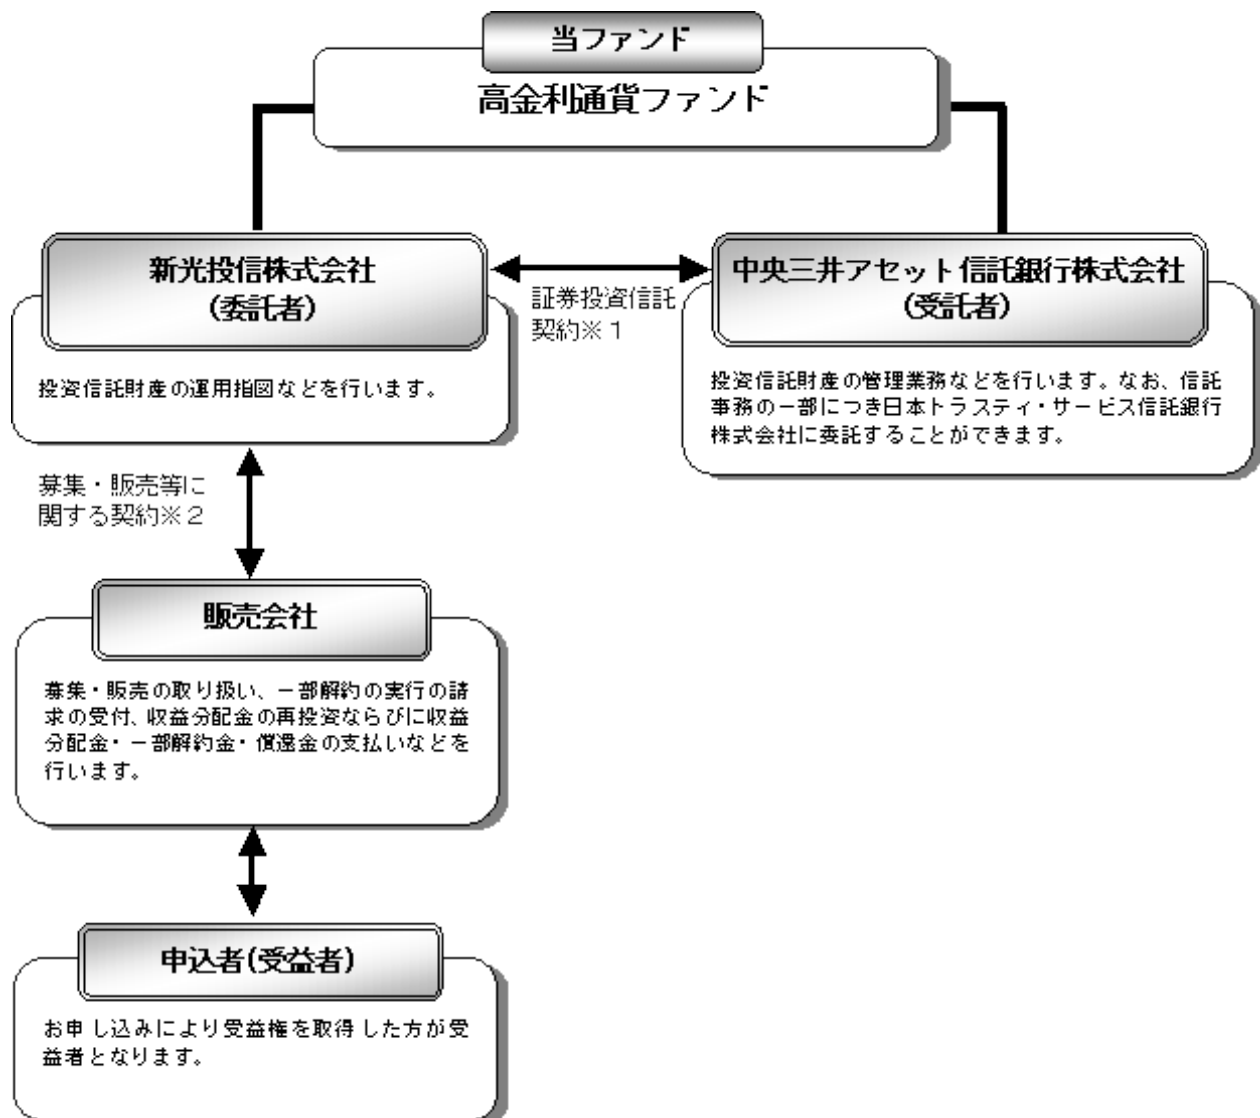 当ファンド
高金利通貨ファンド
新光投信株式会社
(委託者)
投資信託財産の運用指図などを行います。
証券投資信託
契約※１
中央三井アセット信託銀行株式会社
(受託者)
投資信託財産の管理業務などを行います。なお、信託
事務の一部につき日本トラスティ・サービス信託銀行
株式会社に委託することができます。
募集・販売等に
関する契約※２
販売会社
募集・販売の取り扱い、一部解約の実行の請
求の受付、収益分配金の再投資ならびに収益
分配金・一部解約金・償還金の支払いなどを
行います。
申込者(受益者)
お申し込みにより受益権を取得した方が受
益者となります。